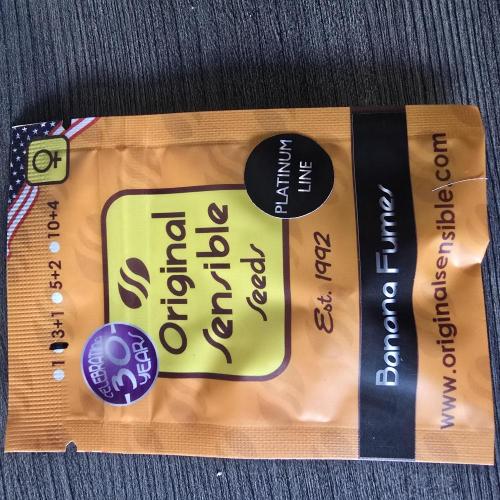 1 3+1 5+2 10+4
CELEBRATING
30
YEARS
Original
Sensible
Seeds
PLATINUM
LINE
Est. 1992
Banana Fumes
www.originalsensible.com